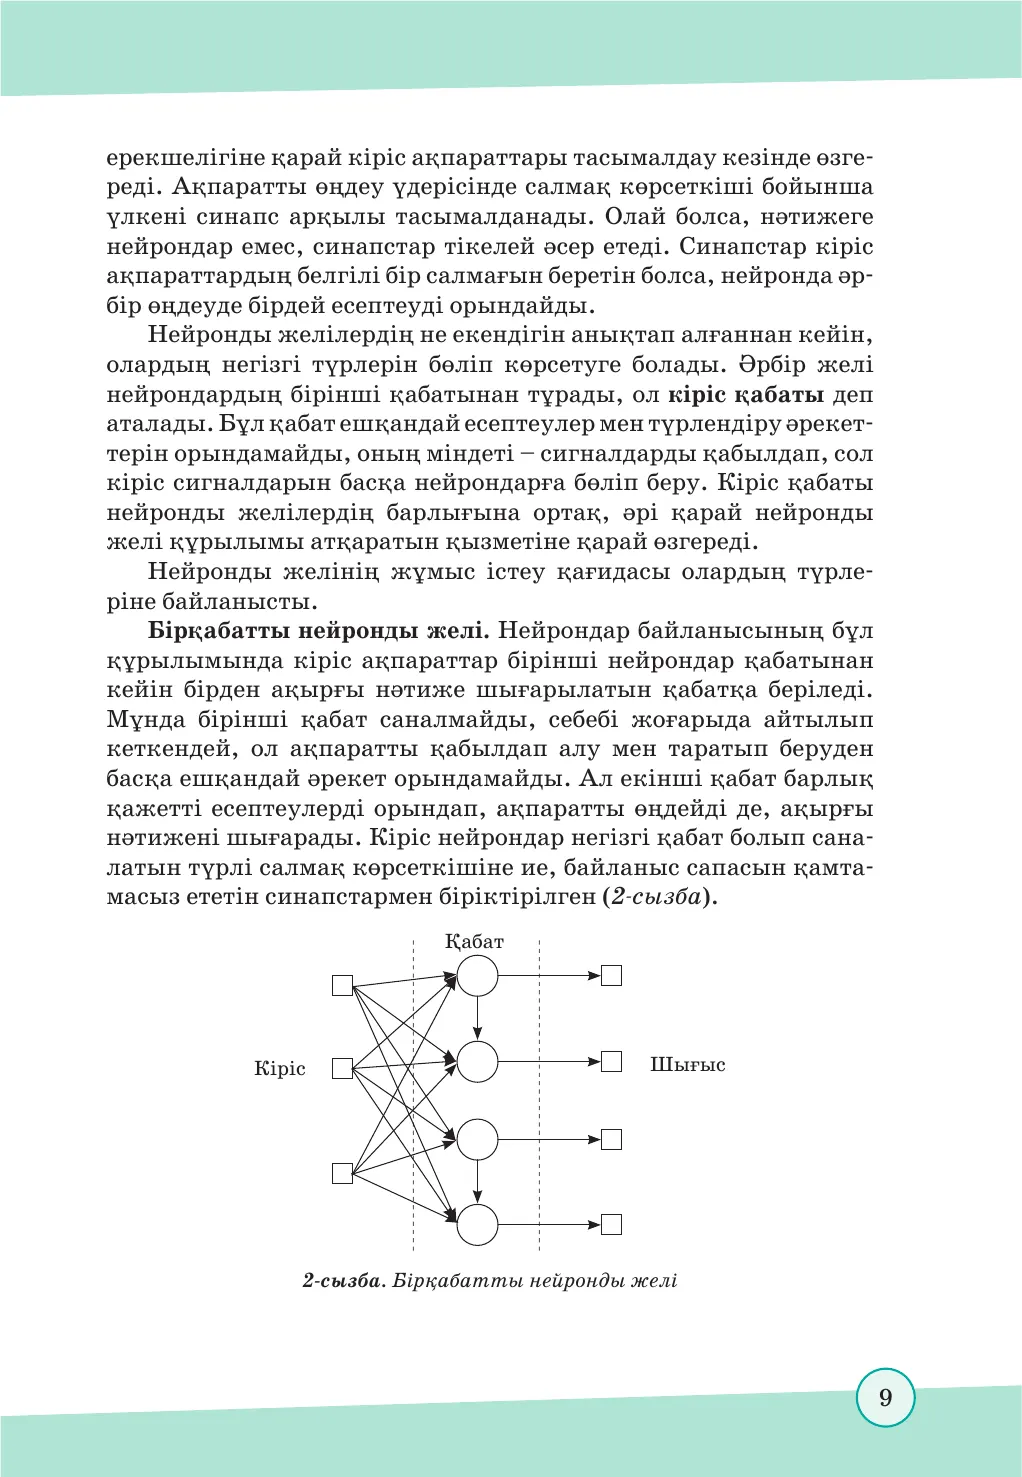 ерекшелігіне қарай кіріс ақпараттары тасымалдау кезінде өзге-
реді. Ақпаратты өңдеу үдерісінде салмақ көрсеткіші бойынша
үлкені синапс арқылы тасымалданады. Олай болса, нәтижеге
нейрондар емес, синапстар тікелей әсер етеді. Синапстар кіріс
ақпараттардың белгілі бір салмағын беретін болса, нейронда әр-
бір өңдеуде бірдей есептеуді орындайды.
Нейронды желілердің не екендігін анықтап алғаннан кейін,
олардың негізгі түрлерін бөліп көрсетуге болады. Әрбір желі
нейрондардың бірінші қабатынан тұрады, ол кіріс қабаты деп
аталады. Бұл қабат ешқандай есептеулер мен түрлендіру әрекет-
терін орындамайды, оның міндеті – сигналдарды қабылдап, сол
кіріс сигналдарын басқа нейрондарға бөліп беру. Кіріс қабаты
нейронды желілердің барлығына ортақ, әрі қарай нейронды
желі құрылымы атқаратын қызметіне қарай өзгереді.
Нейронды желінің жұмыс істеу қағидасы олардың түрле-
ріне байланысты.
Бірқабатты нейронды желі. Нейрондар байланысының бұл
құрылымында кіріс ақпараттар бірінші нейрондар қабатынан
кейін бірден ақырғы нәтиже шығарылатын қабатқа беріледі.
Мұнда бірінші қабат саналмайды, себебі жоғарыда айтылып
кеткендей, ол ақпаратты қабылдап алу мен таратып беруден
басқа ешқандай әрекет орындамайды. Ал екінші қабат барлық
қажетті есептеулерді орындап, ақпаратты өңдейді де, ақырғы
нәтижені шығарады. Кіріс нейрондар негізгі қабат болып сана-
латын түрлі салмақ көрсеткішіне ие, байланыс сапасын қамта-
масыз ететін синапстармен біріктірілген (2-сызба).
Қабат
Кіріс
Шығыс
2-сызба. Бірқабатты нейронды желі
9